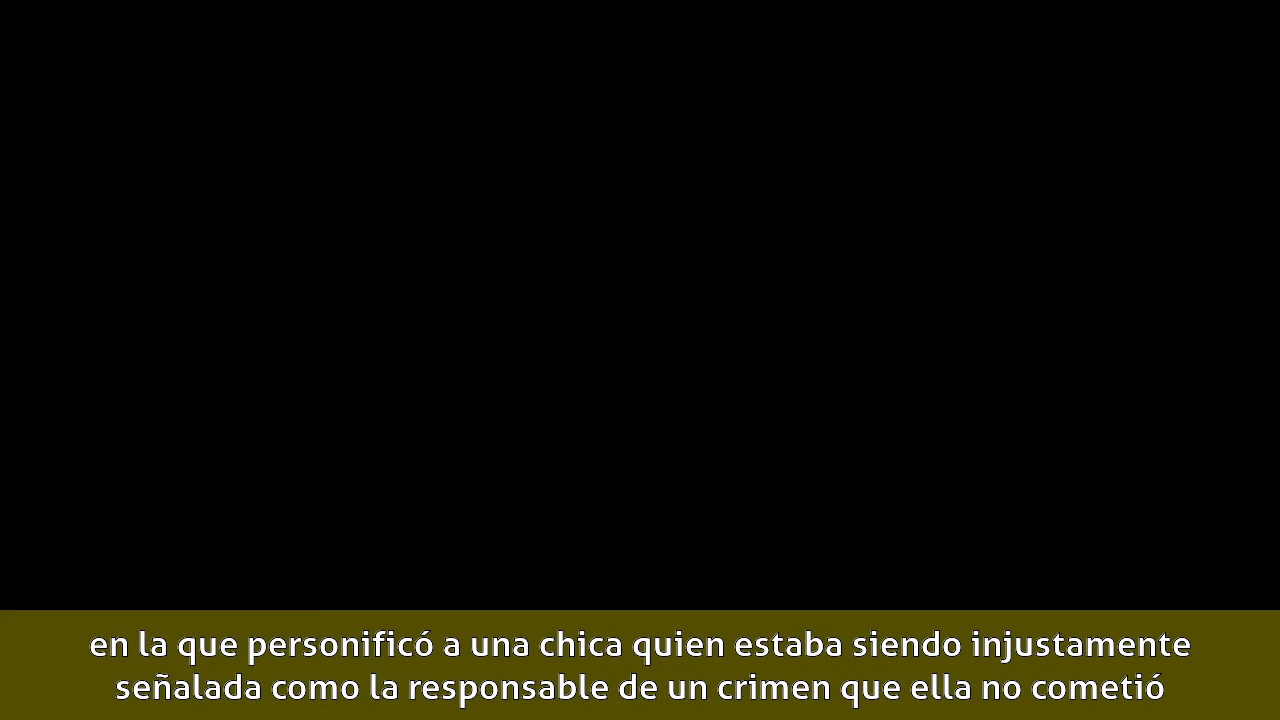 en la que personificó a una chica quien estaba siendo injustamente
señalada como la responsable de un crimen que ella no cometió